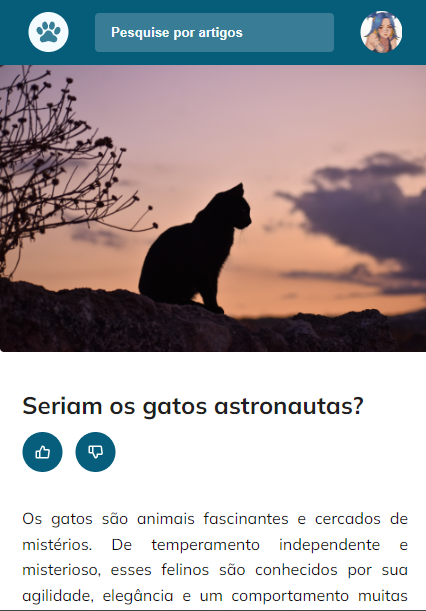 Pesquise por artigos
Seriam os gatos astronautas?
Os gatos são animais fascinantes e cercados de
mistérios. De temperamento independente e
misterioso, esses felinos são conhecidos por sua
agilidade, elegância e um comportamento muitas